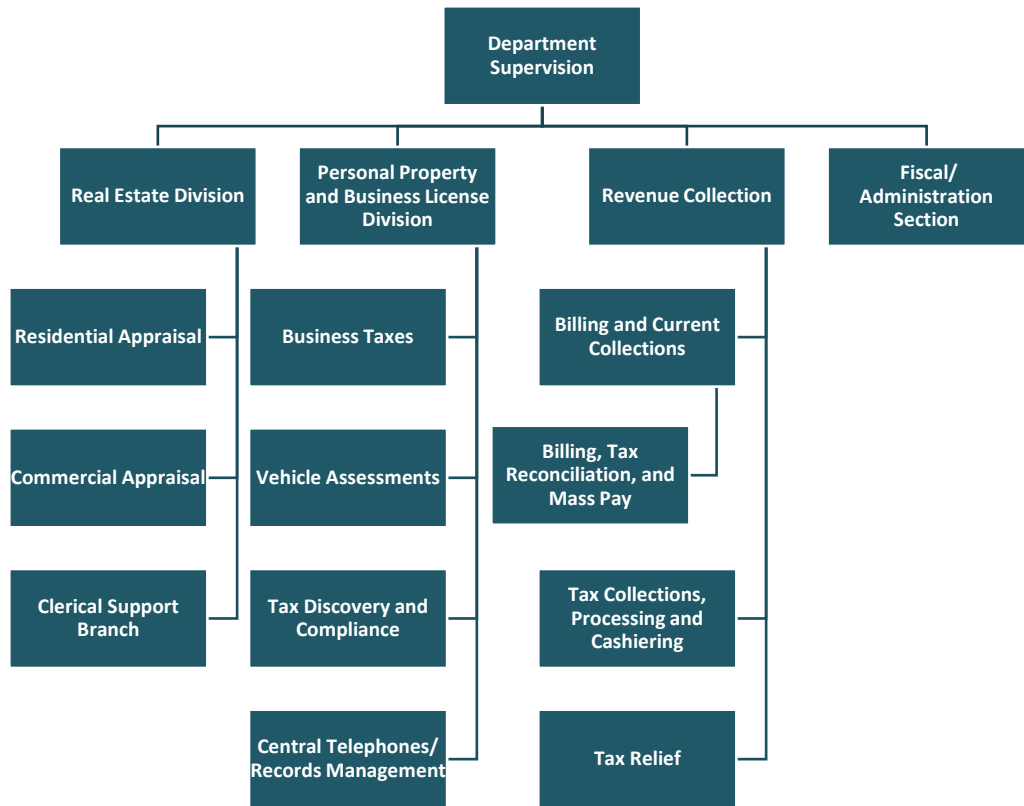 Department
Supervision
Real Estate Division
Personal Property
and Business License
Division
Revenue Collection
Fiscal/
Administration
Section
Residential Appraisal
Business Taxes
Billing and Current
Collections
Commercial Appraisal
Vehicle Assessments
Billing, Tax
Reconciliation, and
Mass Pay
Clerical Support
Branch
Tax Discovery and
Compliance
Tax Collections,
Processing and
Cashiering
Central Telephones/
Records Management
Tax Relief